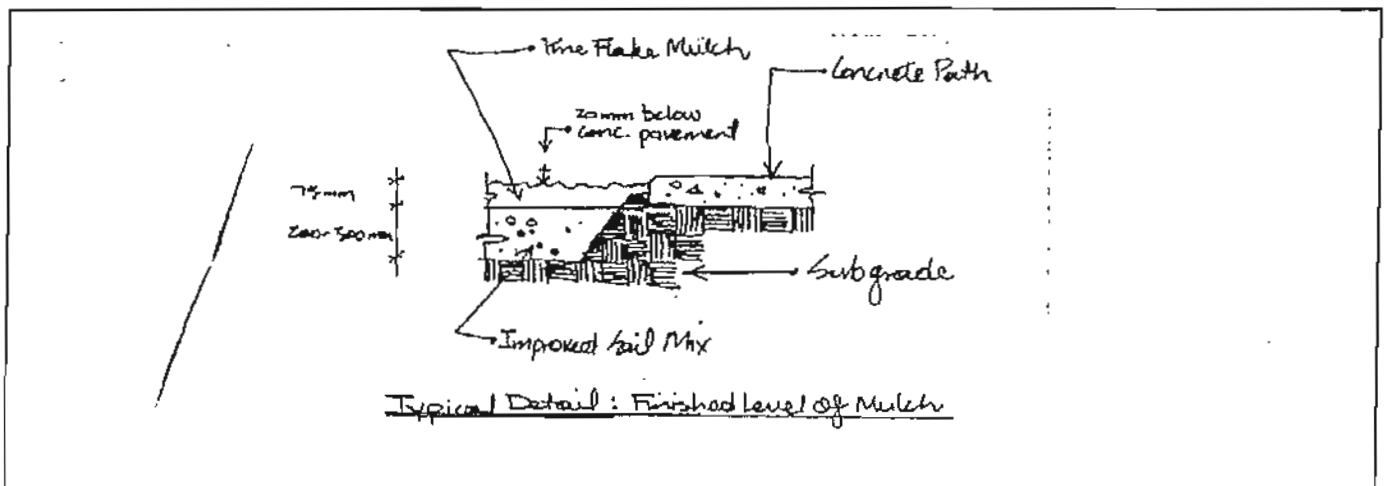 Pine Flake Mulch
Concrete Path
20mm below
conc. pavement
75mm
200-300mm
Subgrade
Improved Soil Mix
Typical Detail : Finished Level Of Mulch